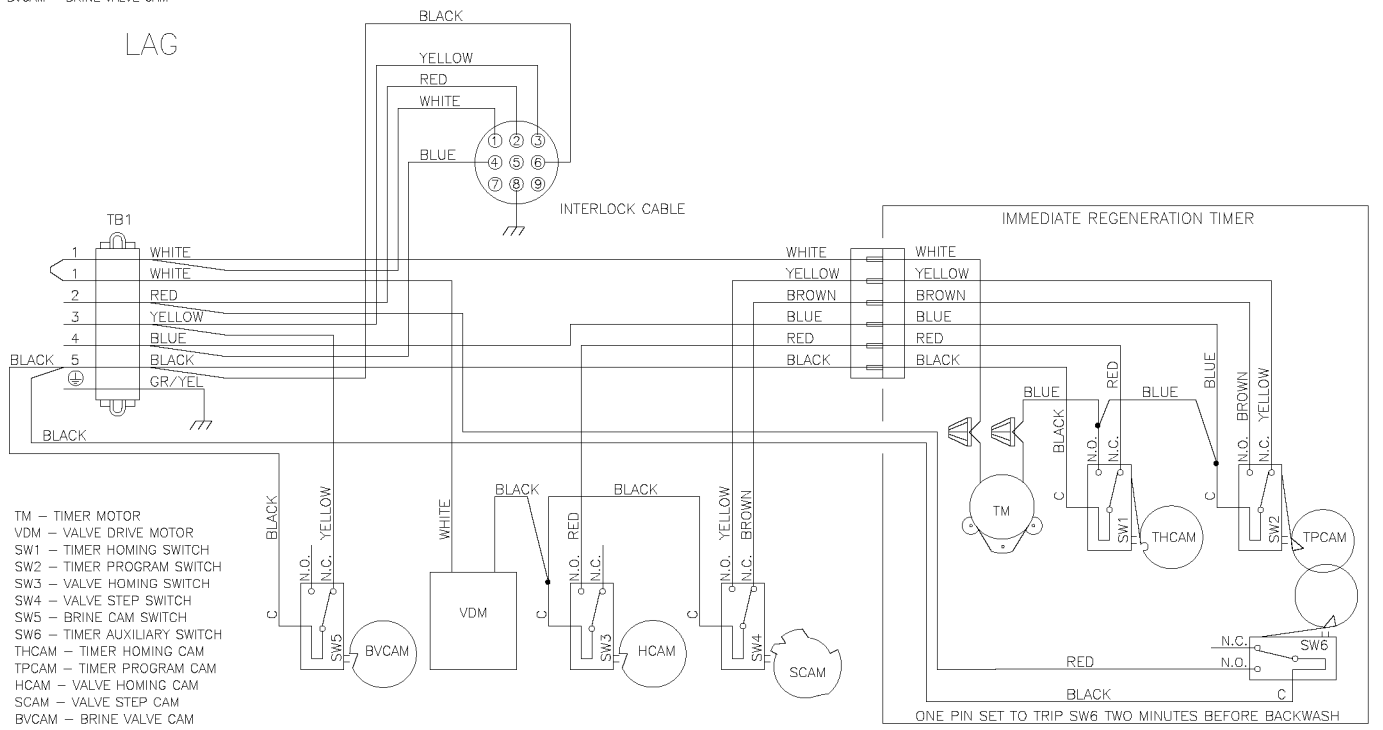 LAG
BLACK
YELLOW
RED
WHITE
BLUE
1 2 3
4 5 6
7 8 9
INTERLOCK CABLE
TB1
1 WHITE
1 WHITE
2 RED
3 YELLOW
4 BLUE
BLACK 5 BLACK
GR/YEL
BLACK
WHITE
YELLOW
BROWN
BLUE
RED
BLACK
IMMEDIATE REGENERATION TIMER
WHITE
YELLOW
BROWN
BLUE
RED
BLACK
BLUE
BLACK
RED
BLUE
BLUE
BROWN
YELLOW
N.O.
N.C.
N.O.
N.C.
C
C
TM
SW1
THCAM
SW2
TPCAM
N.C.
N.O.
SW6
C
RED
BLACK
ONE PIN SET TO TRIP SW6 TWO MINUTES BEFORE BACKWASH
BLACK
YELLOW
N.O.
N.C.
C
SW5
BVCAM
WHITE
VDM
BLACK
BLACK
RED
N.O.
N.C.
C
SW3
HCAM
YELLOW
BROWN
N.O.
N.C.
C
SW4
SCAM
TM – TIMER MOTOR
VDM – VALVE DRIVE MOTOR
SW1 – TIMER HOMING SWITCH
SW2 – TIMER PROGRAM SWITCH
SW3 – VALVE HOMING SWITCH
SW4 – VALVE STEP SWITCH
SW5 – BRINE CAM SWITCH
SW6 – TIMER AUXILIARY SWITCH
THCAM – TIMER HOMING CAM
TPCAM – TIMER PROGRAM CAM
HCAM – VALVE HOMING CAM
SCAM – VALVE STEP CAM
BVCAM – BRINE VALVE CAM